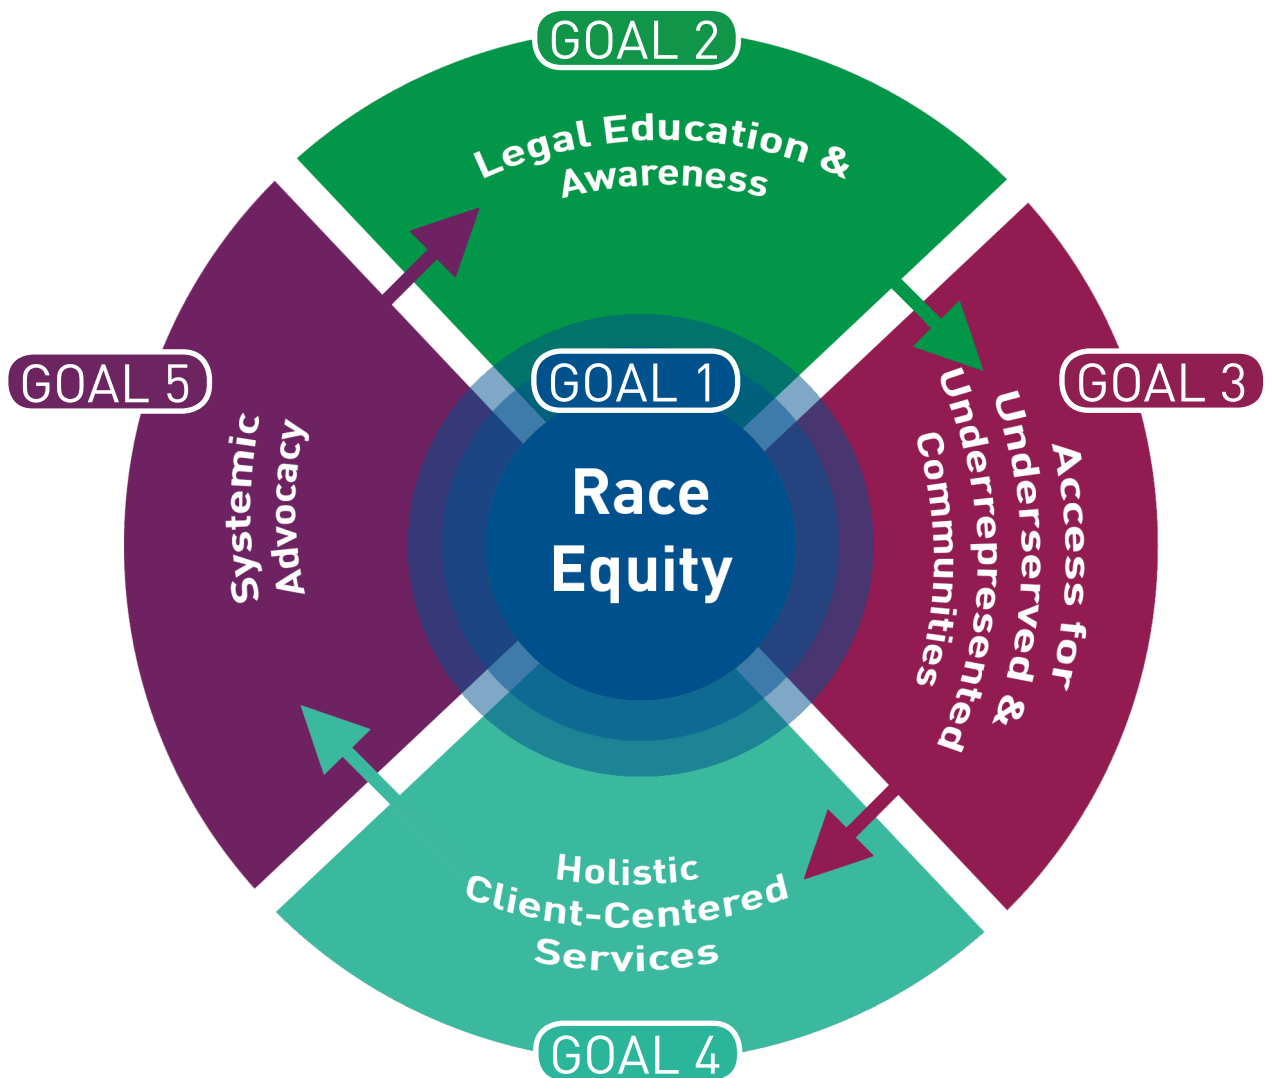 GOAL 2
Legal Education &
Awareness
GOAL 1
Race
Equity
GOAL 3
Access for
Underserved &
Underrepresented
Communities
Holistic
Client-Centered
Services
GOAL 4
GOAL 5
Systemic
Advocacy